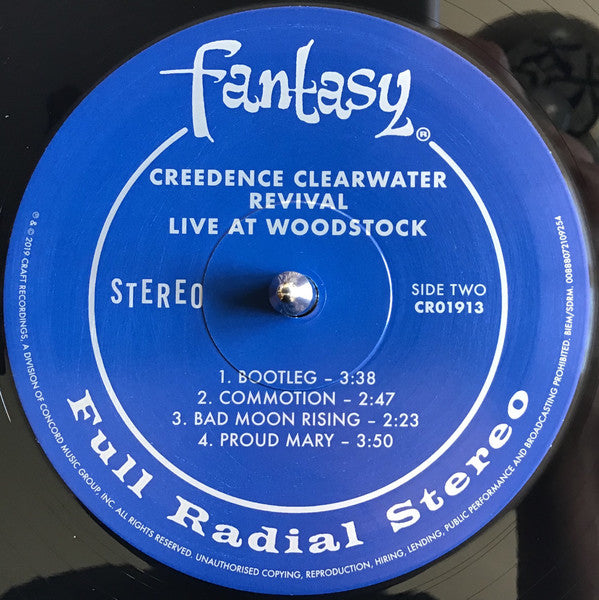 fantasy®
CREEDENCE CLEARWATER
REVIVAL
LIVE AT WOODSTOCK
STEREO
SIDE TWO
CR01913
1. BOOTLEG – 3:38
2. COMMOTION – 2:47
3. BAD MOON RISING – 2:23
4. PROUD MARY – 3:50
Full Radial Stereo
℗ & © 2019 CRAFT RECORDINGS, A DIVISION OF CONCORD MUSIC GROUP, INC. ALL RIGHTS RESERVED. UNAUTHORISED COPYING, REPRODUCTION, HIRING, LENDING, PUBLIC PERFORMANCE AND BROADCASTING PROHIBITED. BIEM/SDRM. 00888072109254